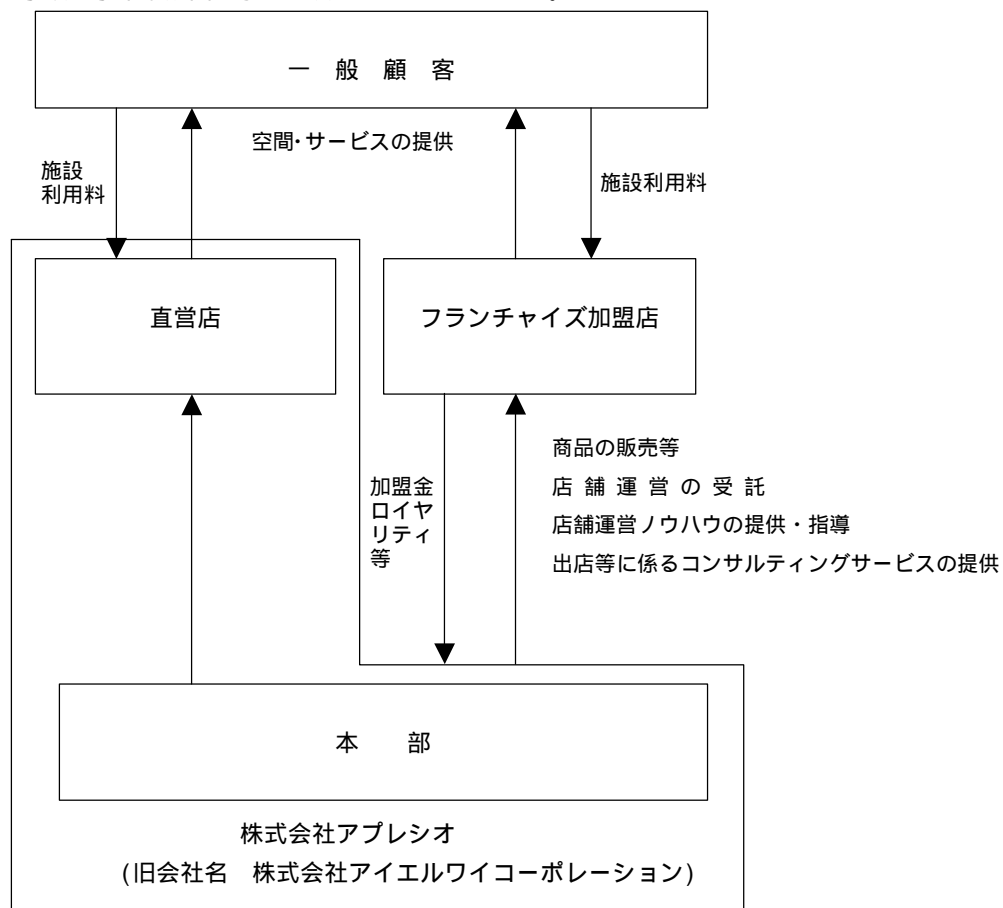 一 般 顧 客
空間・サービスの提供
施設
利用料
施設利用料
直営店
フランチャイズ加盟店
加盟金
ロイヤ
リティ
等
商品の販売等
店 舗 運 営 の 受 託
店舗運営ノウハウの提供・指導
出店等に係るコンサルティングサービスの提供
本 部
株式会社アプレシオ
(旧会社名 株式会社アイエルワイコーポレーション)